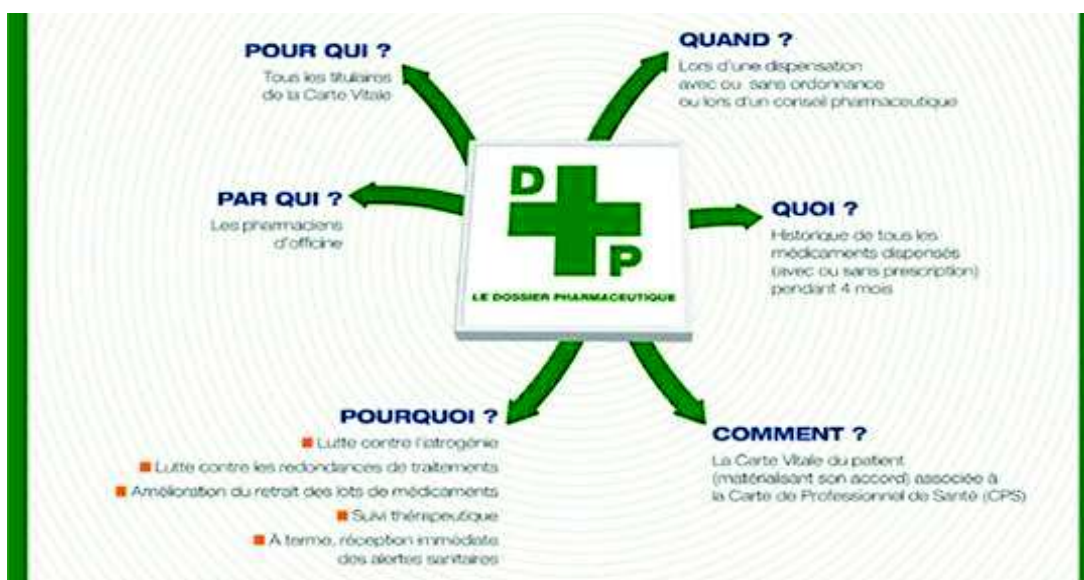 POUR QUI ?
Tous les titulaires
de la Carte Vitale
QUAND ?
Lors d'une dispensation
avec ou sans ordonnance
ou lors d'un conseil pharmaceutique
PAR QUI ?
Les pharmaciens
d'officine
D
P
LE DOSSIER PHARMACEUTIQUE
QUOI ?
Historique de tous les
médicaments dispensés
(avec ou sans prescription)
pendant 4 mois
POURQUOI ?
Lutte contre l'iatrogénie
Lutte contre les redondances de traitements
Amélioration du retrait des lots de médicaments
Suivi thérapeutique
À terme, réception immédiate
des alertes sanitaires
COMMENT ?
La Carte Vitale du patient
(matérialisant son accord) associée à
la Carte de Professionnel de Santé (CPS)